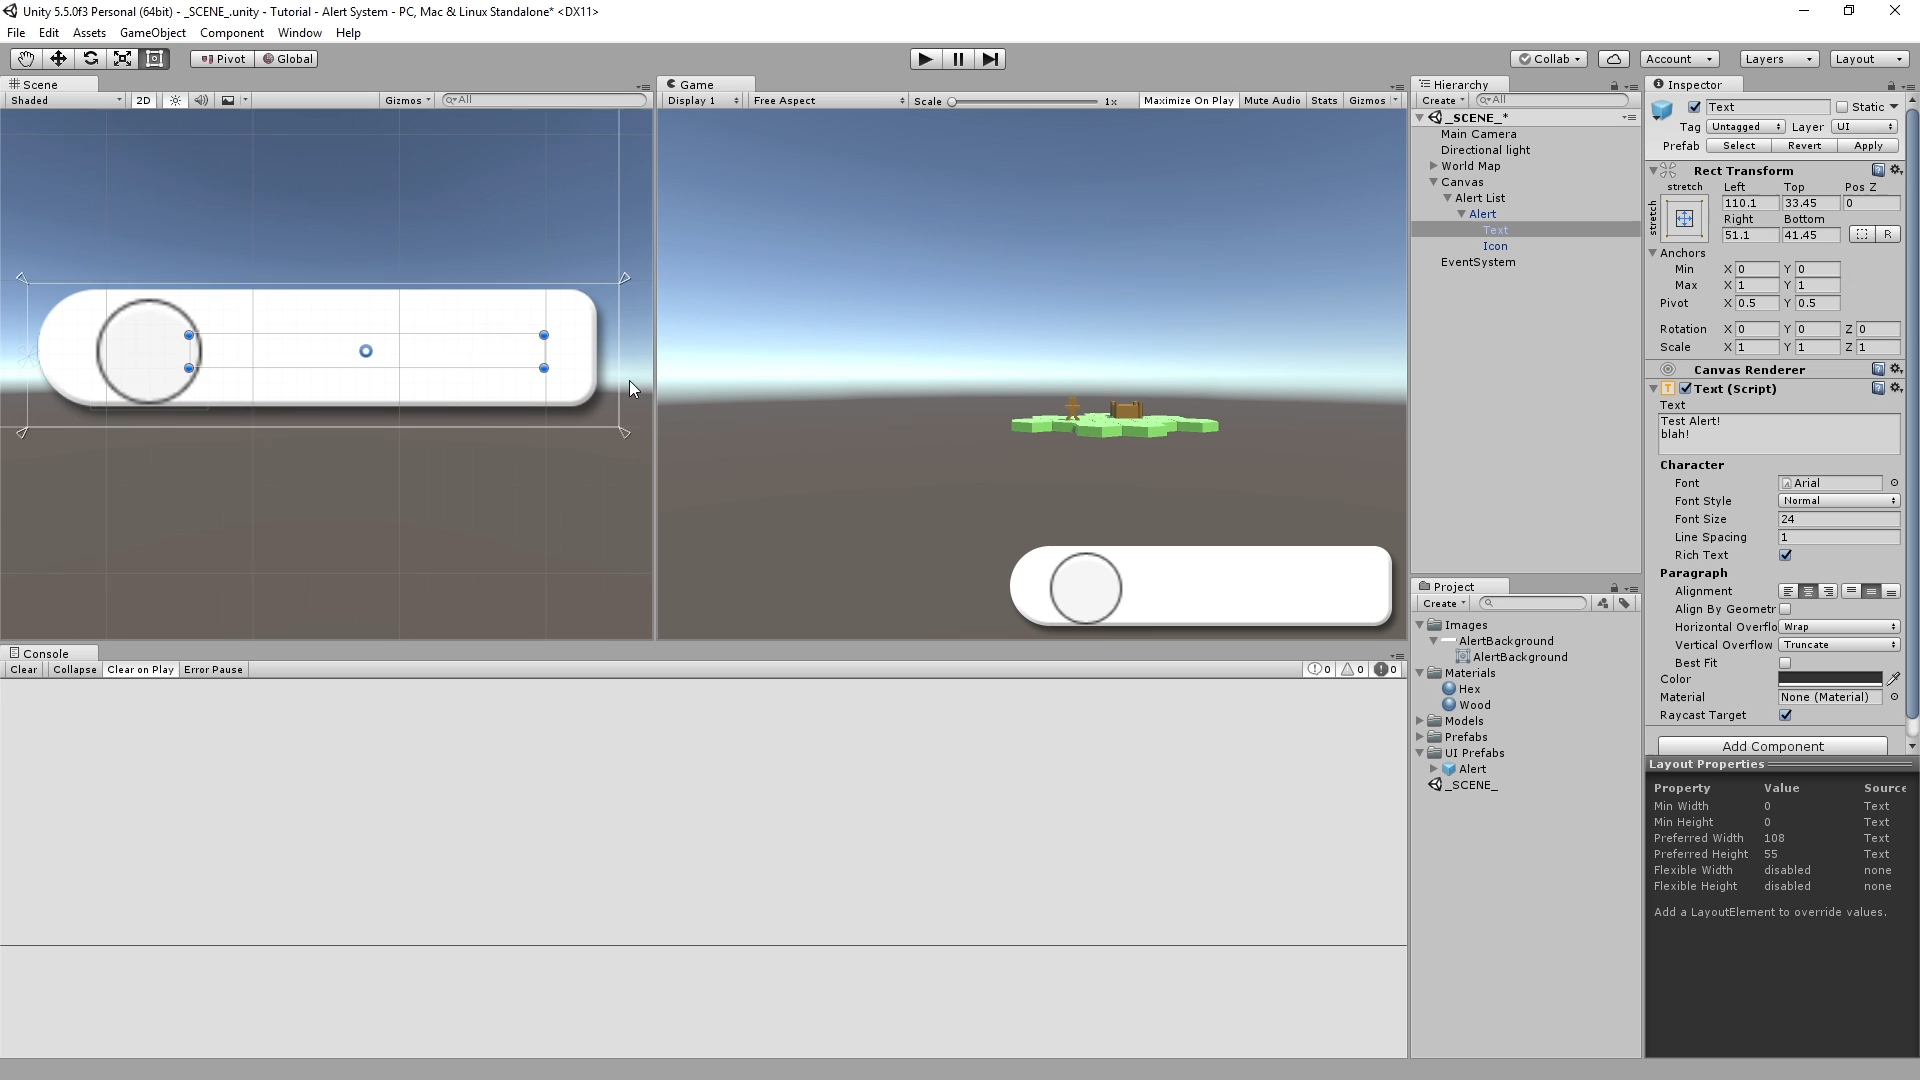 Unity 5.5.0f3 Personal (64bit) - _SCENE_.unity - Tutorial - Alert System - PC, Mac & Linux Standalone* <DX11>
File Edit Assets GameObject Component Window Help
Pivot Global Collab Account Layers Layout
Scene
Shaded 2D Gizmos All
Game
Display 1 Free Aspect Scale 1x Maximize On Play Mute Audio Stats Gizmos
Hierarchy
Create All
_SCENE_*
Main Camera
Directional light
World Map
Canvas
Alert List
Alert
Text
Icon
EventSystem
Project
Create
Images
AlertBackground
AlertBackground
Materials
Hex
Wood
Models
Prefabs
UI Prefabs
Alert
_SCENE_
Console
Clear Collapse Clear on Play Error Pause 0 0 0
Inspector
Text Static
Tag Untagged Layer UI
Prefab Select Revert Apply
Rect Transform
stretch Left Top Pos Z
stretch 110.1 33.45 0
Right Bottom
51.1 41.45 R
Anchors
Min X 0 Y 0
Max X 1 Y 1
Pivot X 0.5 Y 0.5
Rotation X 0 Y 0 Z 0
Scale X 1 Y 1 Z 1
Canvas Renderer
Text (Script)
Text
Test Alert!
blah!
Character
Font Arial
Font Style Normal
Font Size 24
Line Spacing 1
Rich Text
Paragraph
Alignment
Align By Geometr
Horizontal Overflo Wrap
Vertical Overflow Truncate
Best Fit
Color
Material None (Material)
Raycast Target
Add Component
Layout Properties
Property Value Source
Min Width 0 Text
Min Height 0 Text
Preferred Width 108 Text
Preferred Height 55 Text
Flexible Width disabled none
Flexible Height disabled none
Add a LayoutElement to override values.